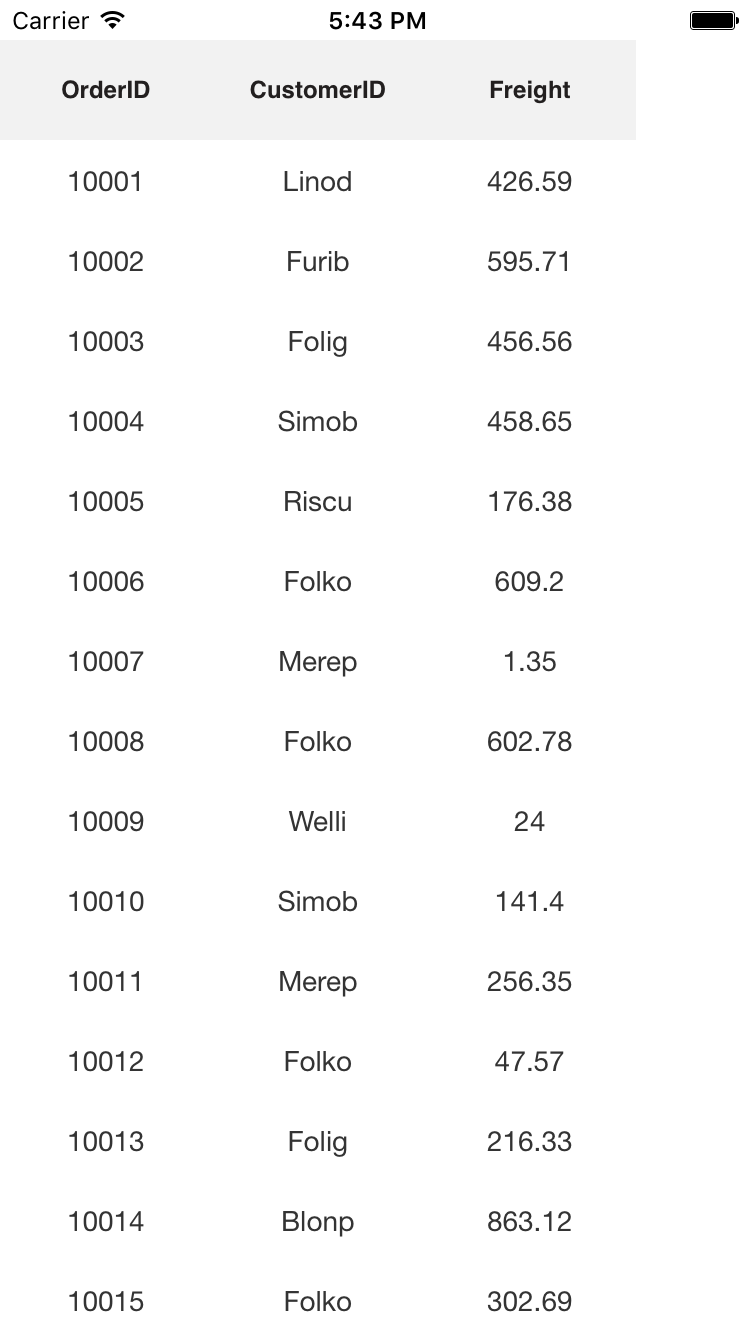 Carrier 5:43 PM
OrderID CustomerID Freight
10001 Linod 426.59
10002 Furib 595.71
10003 Folig 456.56
10004 Simob 458.65
10005 Riscu 176.38
10006 Folko 609.2
10007 Merep 1.35
10008 Folko 602.78
10009 Welli 24
10010 Simob 141.4
10011 Merep 256.35
10012 Folko 47.57
10013 Folig 216.33
10014 Blonp 863.12
10015 Folko 302.69